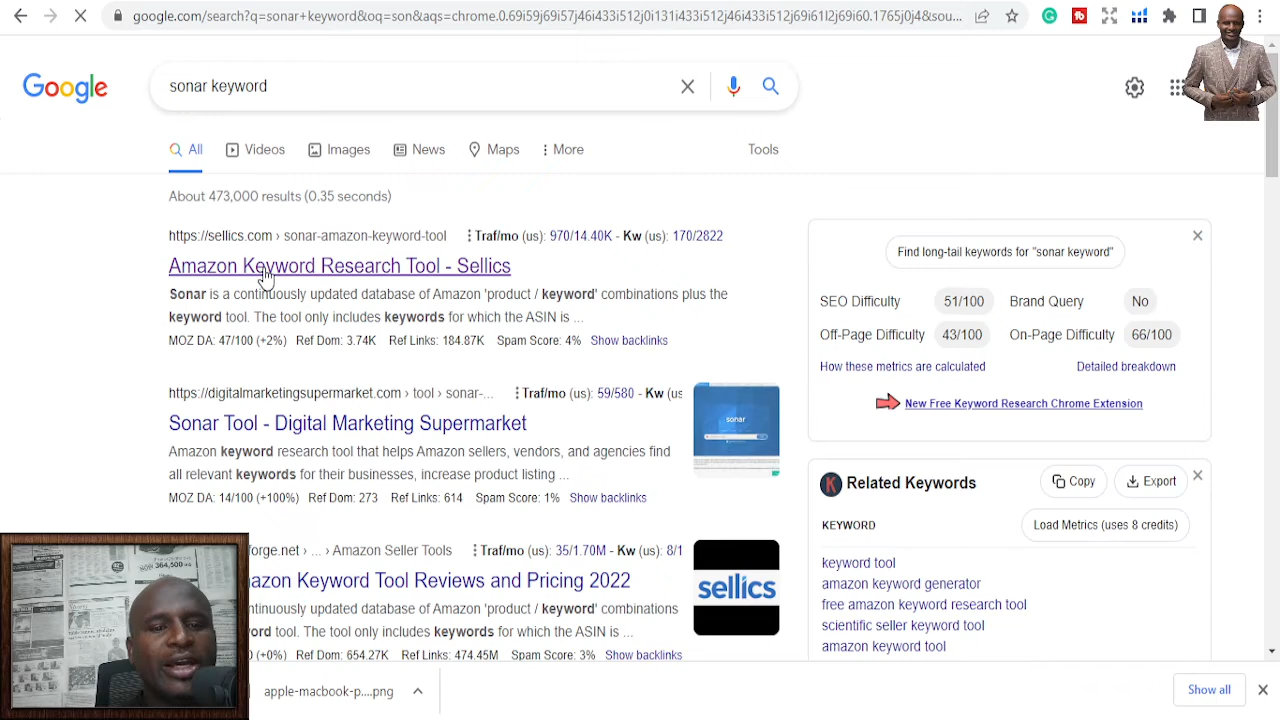 google.com/search?q=sonar+keyword&oq=son&aqs=chrome.0.69i59j69i57j46i433i512j0i131i433i512j46i433i512j69i61l2j69i60.1765j0j4&sou...
Google
sonar keyword
All
Videos
Images
News
Maps
More
Tools
About 473,000 results (0.35 seconds)
https://sellics.com › sonar-amazon-keyword-tool
Traf/mo (us): 970/14.40K - Kw (us): 170/2822
Amazon Keyword Research Tool - Sellics
Sonar is a continuously updated database of Amazon 'product / keyword' combinations plus the
keyword tool. The tool only includes keywords for which the ASIN is ...
MOZ DA: 47/100 (+2%) Ref Dom: 3.74K Ref Links: 184.87K Spam Score: 4% Show backlinks
https://digitalmarketingsupermarket.com › tool › sonar-...
Traf/mo (us): 59/580 - Kw (us
Sonar Tool - Digital Marketing Supermarket
sonar
Amazon keyword research tool that helps Amazon sellers, vendors, and agencies find
all relevant keywords for their businesses, increase product listing ...
MOZ DA: 14/100 (+100%) Ref Dom: 273 Ref Links: 614 Spam Score: 1% Show backlinks
forge.net › ... › Amazon Seller Tools
Traf/mo (us): 35/1.70M - Kw (us): 8/1
azon Keyword Tool Reviews and Pricing 2022
sellics
ntinuously updated database of Amazon 'product / keyword' combinations
ord tool. The tool only includes keywords for which the ASIN is ...
(+0%) Ref Dom: 654.27K Ref Links: 474.45M Spam Score: 3% Show backlinks
Find long-tail keywords for "sonar keyword"
SEO Difficulty 51/100 Brand Query No
Off-Page Difficulty 43/100 On-Page Difficulty 66/100
How these metrics are calculated
Detailed breakdown
New Free Keyword Research Chrome Extension
Related Keywords
Copy
Export
KEYWORD
Load Metrics (uses 8 credits)
keyword tool
amazon keyword generator
free amazon keyword research tool
scientific seller keyword tool
amazon keyword tool
HOW 364,500
apple-macbook-p....png
Show all